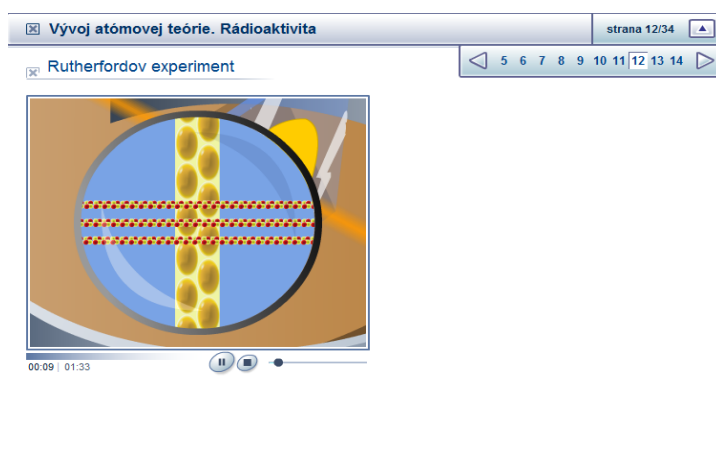 Vývoj atómovej teórie. Rádioaktivita
strana 12/34
Rutherfordov experiment
5 6 7 8 9 10 11 12 13 14
00:09 | 01:33